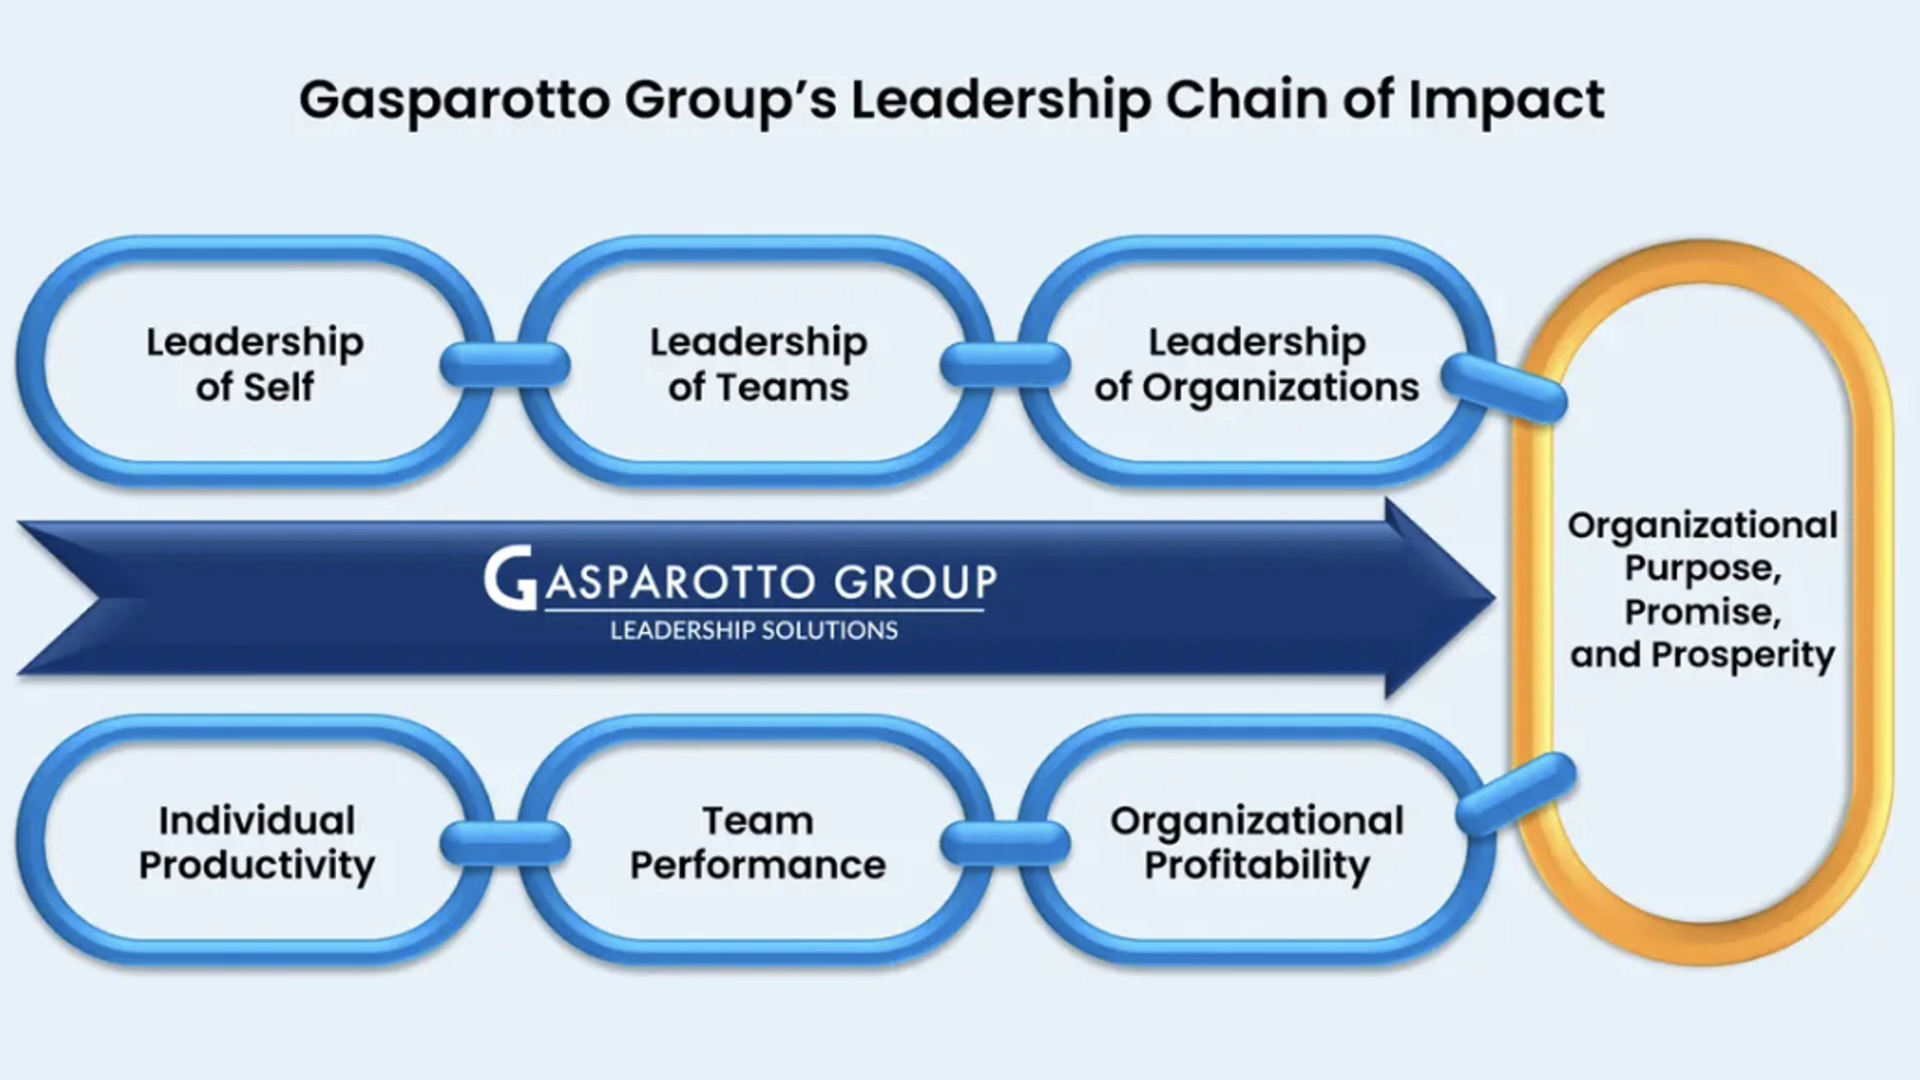 Gasparotto Group’s Leadership Chain of Impact
Leadership
of Self
Leadership
of Teams
Leadership
of Organizations
GASPAROTTO GROUP
LEADERSHIP SOLUTIONS
Organizational
Purpose,
Promise,
and Prosperity
Individual
Productivity
Team
Performance
Organizational
Profitability